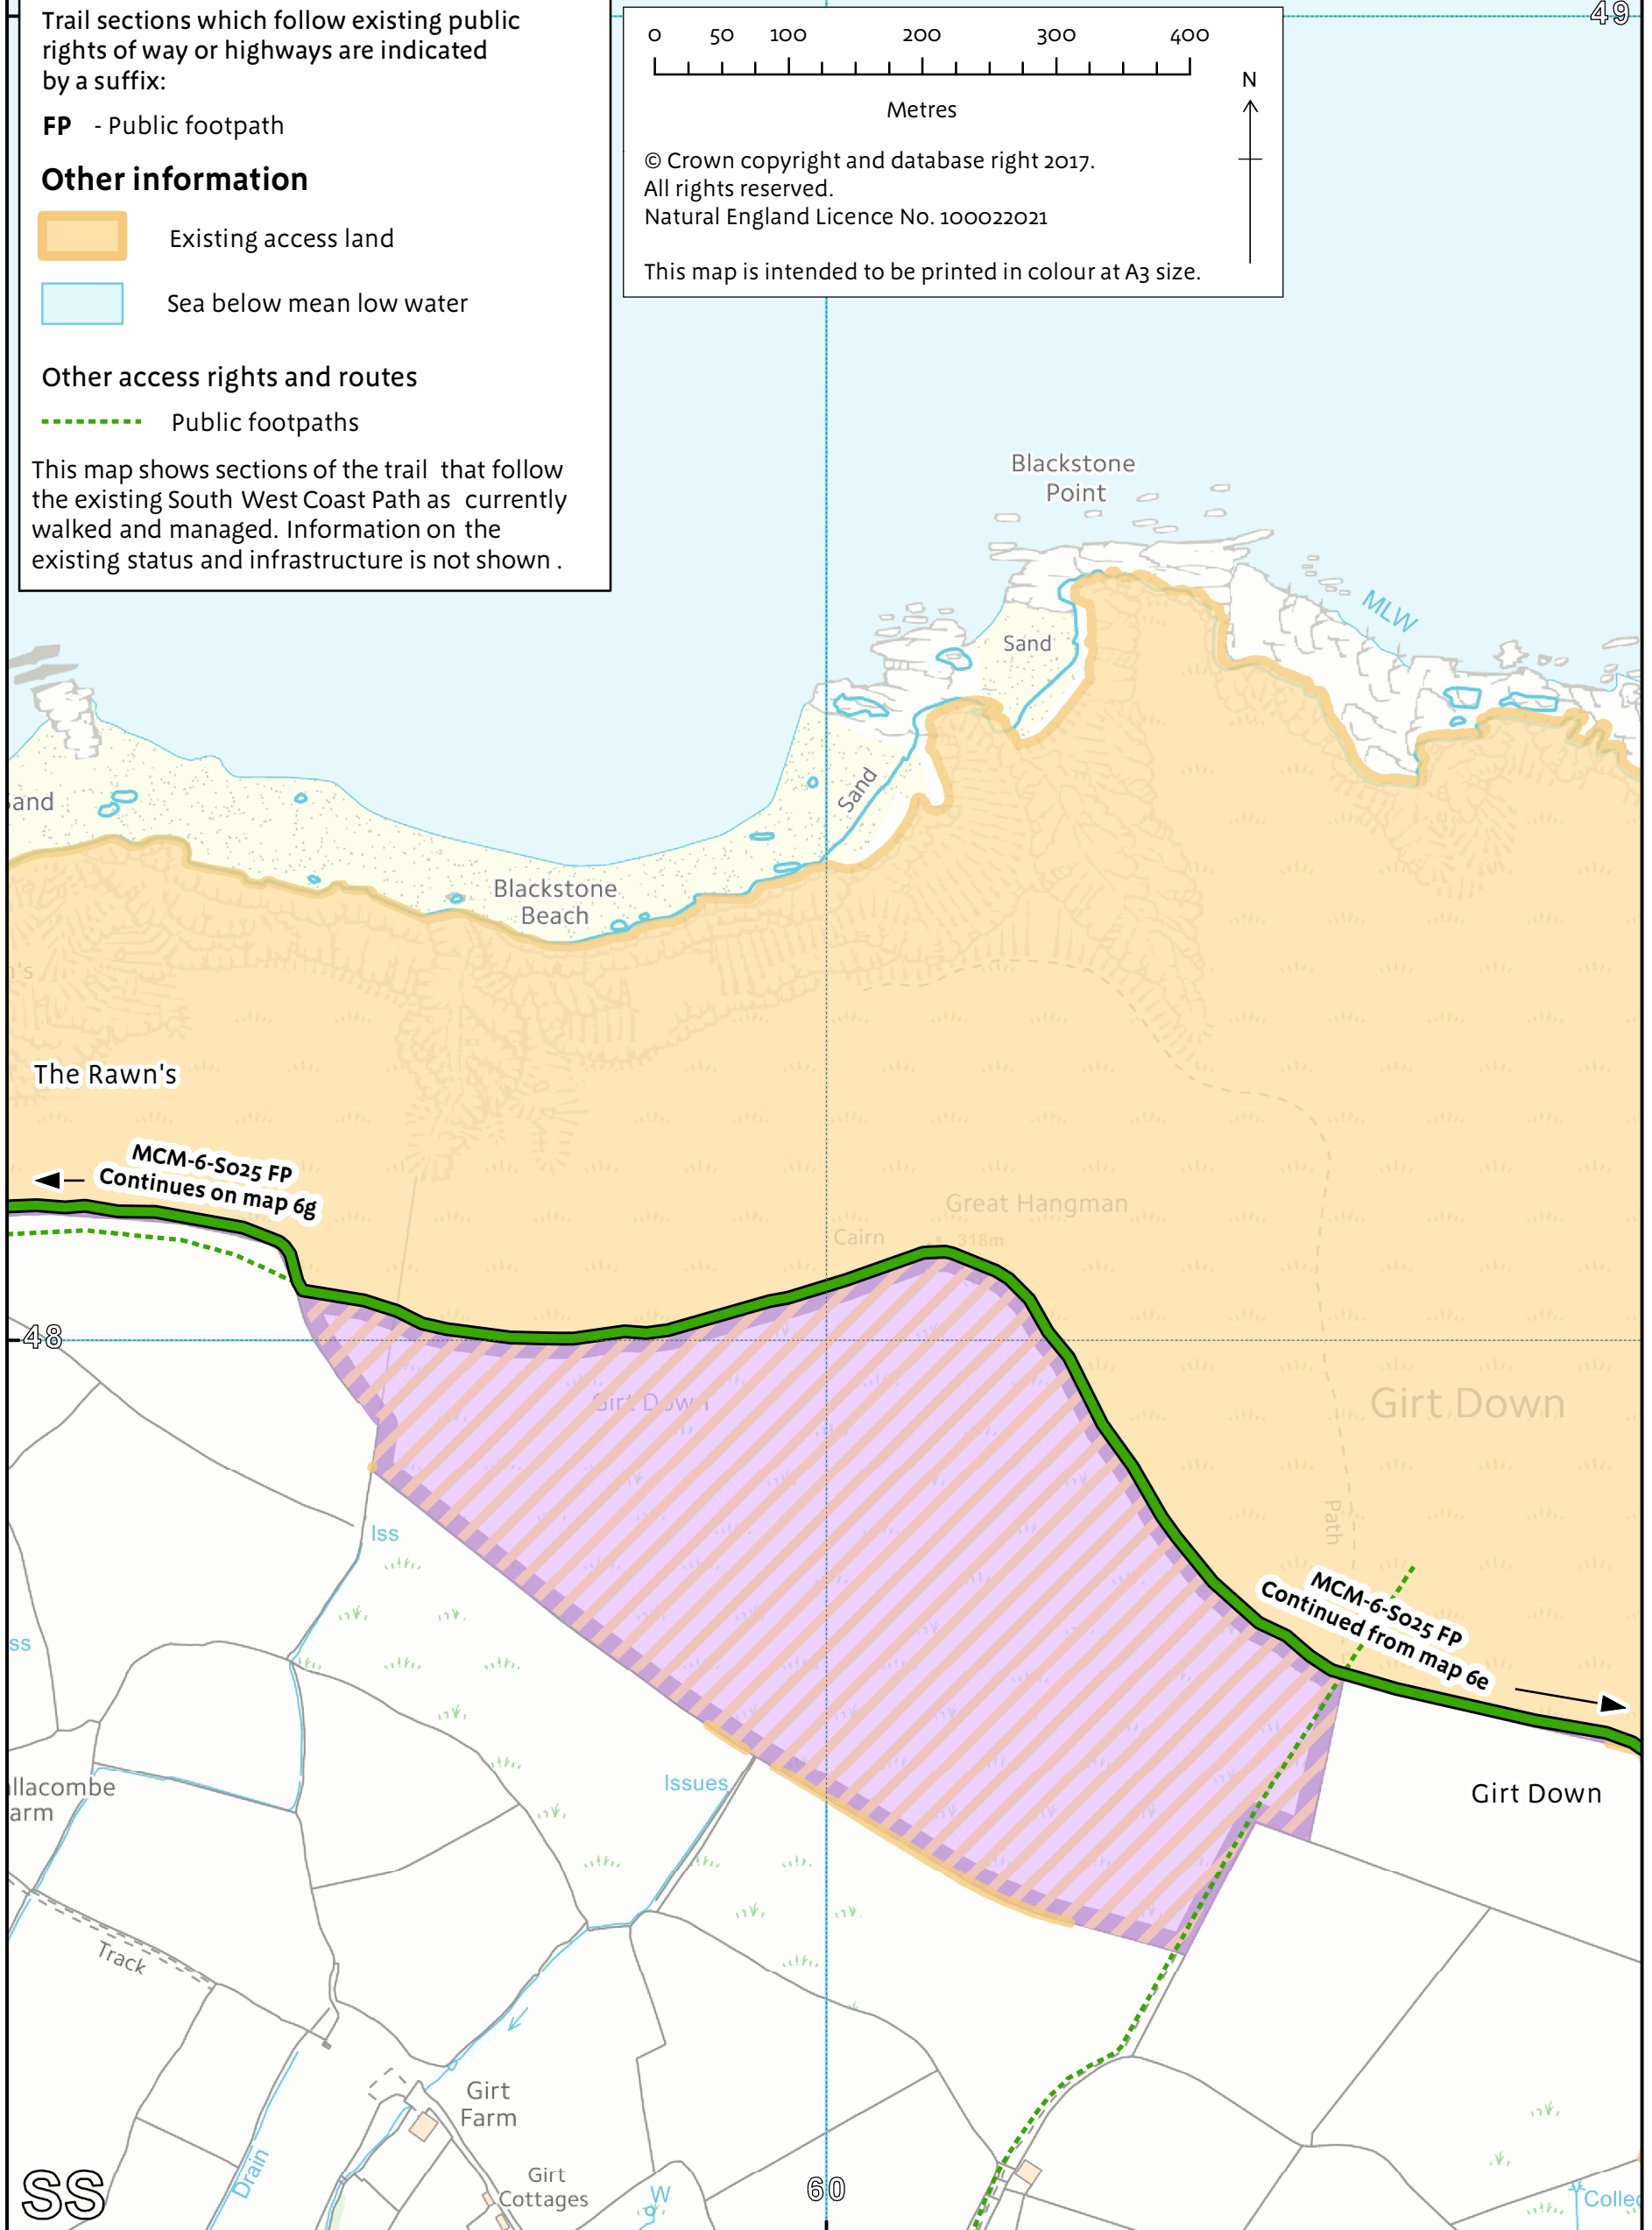 Trail sections which follow existing public
rights of way or highways are indicated
by a suffix:
FP - Public footpath
Other information
Existing access land
Sea below mean low water
Other access rights and routes
Public footpaths
This map shows sections of the trail that follow
the existing South West Coast Path as currently
walked and managed. Information on the
existing status and infrastructure is not shown .
0 50 100 200 300 400
Metres
N
© Crown copyright and database right 2017.
All rights reserved.
Natural England Licence No. 100022021
This map is intended to be printed in colour at A3 size.
49
Blackstone
Point
MLW
Sand
Sand
Blackstone
Beach
The Rawn's
MCM-6-S025 FP
Continues on map 6g
Great Hangman
Cairn
318m
48
Girt Down
Girt Down
Path
Iss
MCM-6-S025 FP
Continued from map 6e
Issues
Girt Down
Track
Girt
Farm
Drain
Girt
Cottages
W
60
SS